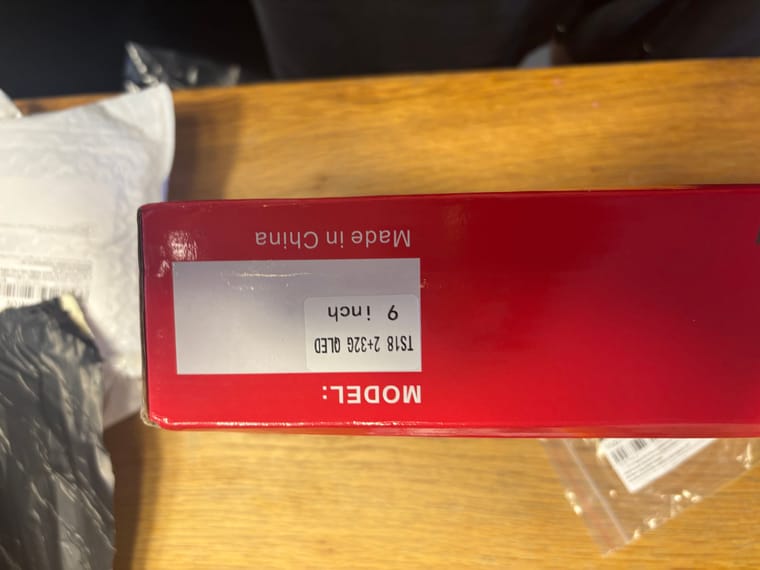 MODEL:
TS18 2+32G QLED
9 inch
Made in China